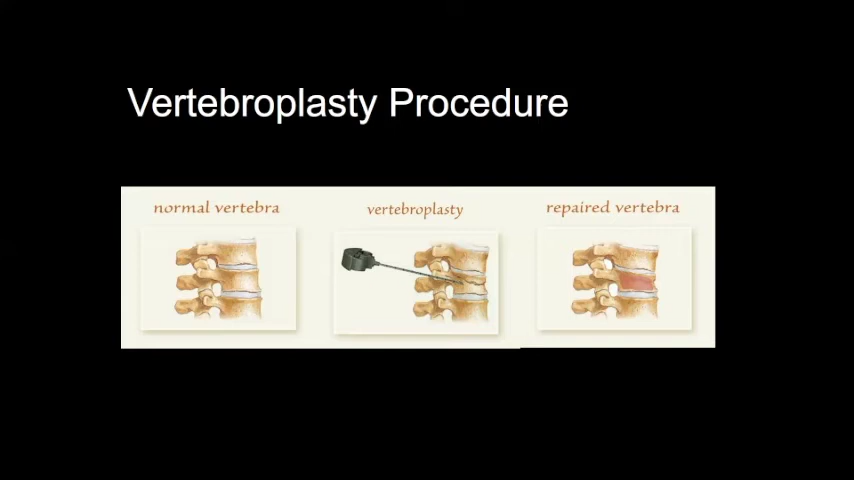 Vertebroplasty Procedure
normal vertebra
vertebroplasty
repaired vertebra